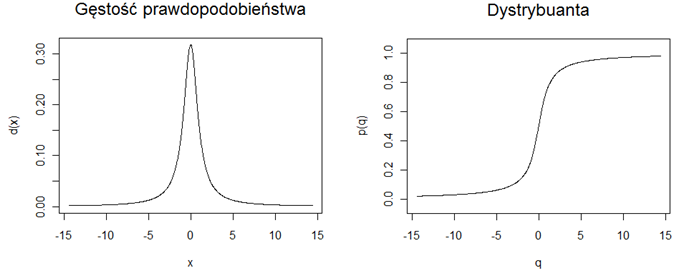 Gęstość prawdopodobieństwa
Dystrybuanta
d(x)
0.00 0.10 0.20 0.30
-15 -10 -5 0 5 10 15
x
p(q)
0.0 0.2 0.4 0.6 0.8 1.0
-15 -10 -5 0 5 10 15
q